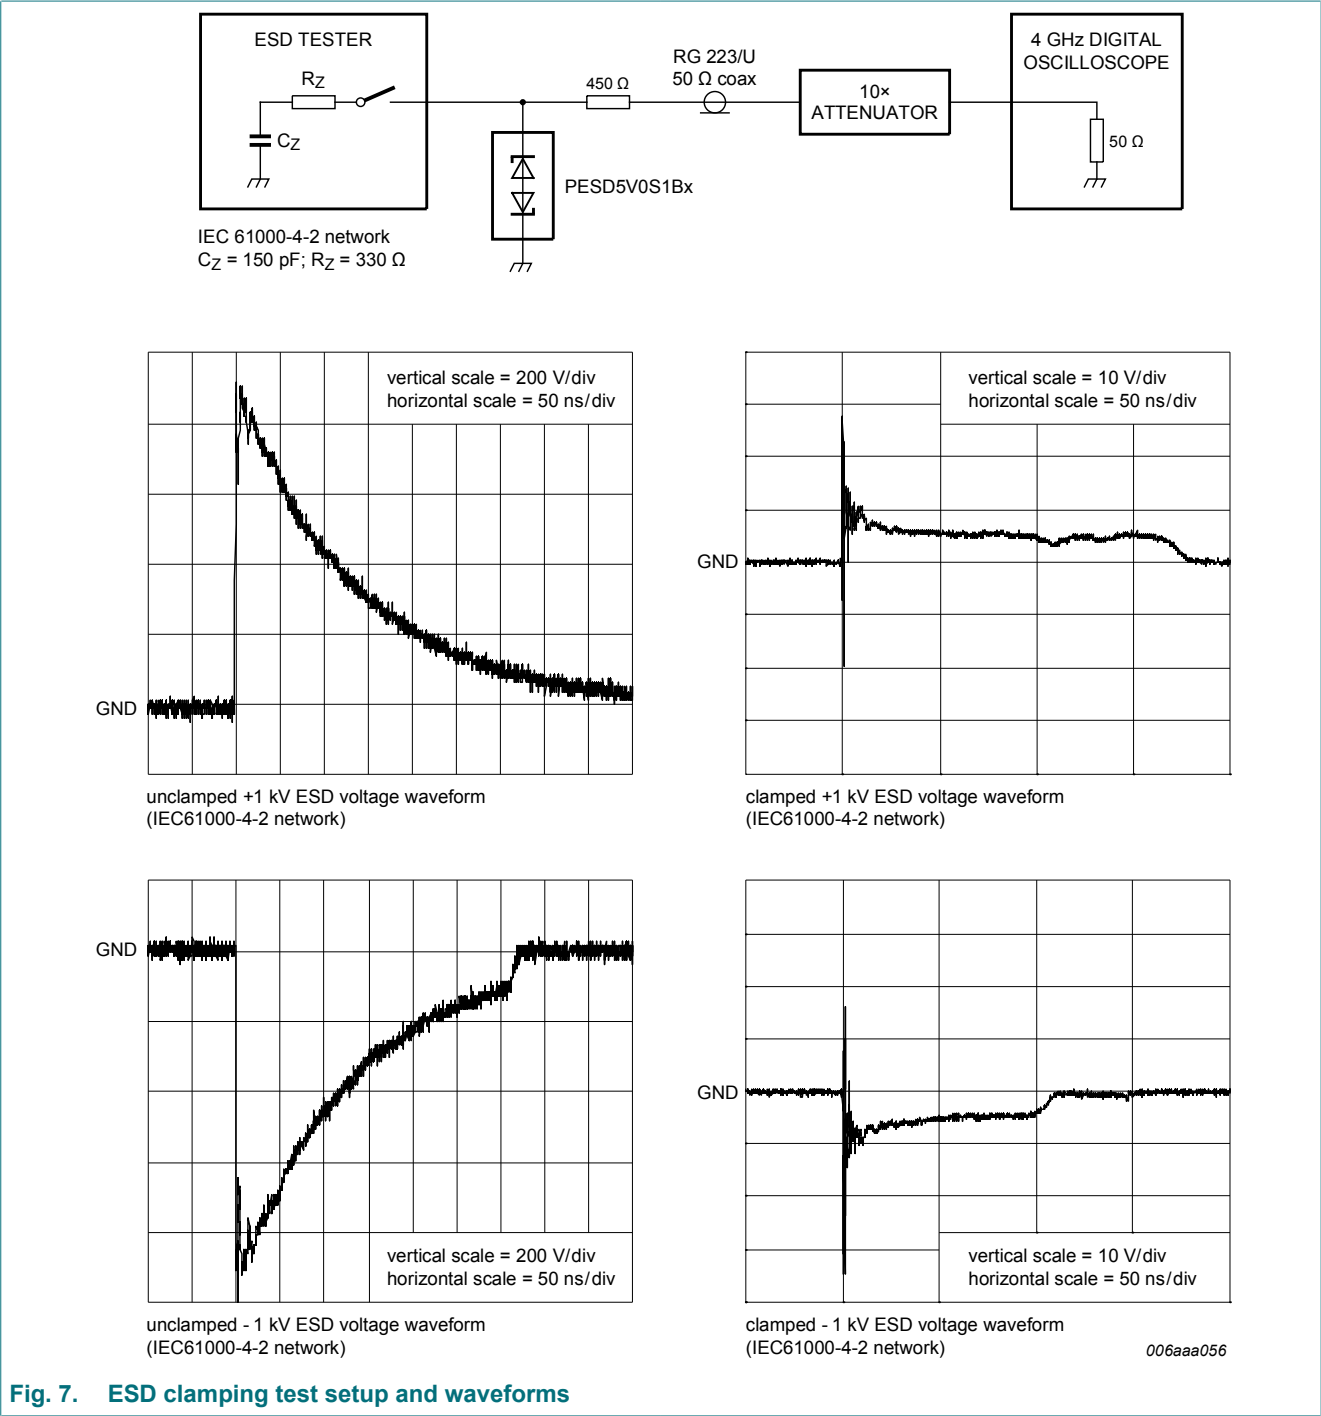 ESD TESTER
RZ
CZ
IEC 61000-4-2 network
CZ = 150 pF; RZ = 330 Ω
450 Ω
RG 223/U
50 Ω coax
PESD5V0S1Bx
10×
ATTENUATOR
4 GHz DIGITAL
OSCILLOSCOPE
50 Ω
vertical scale = 200 V/div
horizontal scale = 50 ns/div
GND
unclamped +1 kV ESD voltage waveform
(IEC61000-4-2 network)
vertical scale = 10 V/div
horizontal scale = 50 ns/div
GND
clamped +1 kV ESD voltage waveform
(IEC61000-4-2 network)
GND
vertical scale = 200 V/div
horizontal scale = 50 ns/div
unclamped - 1 kV ESD voltage waveform
(IEC61000-4-2 network)
GND
vertical scale = 10 V/div
horizontal scale = 50 ns/div
clamped - 1 kV ESD voltage waveform
(IEC61000-4-2 network)
006aaa056
Fig. 7. ESD clamping test setup and waveforms